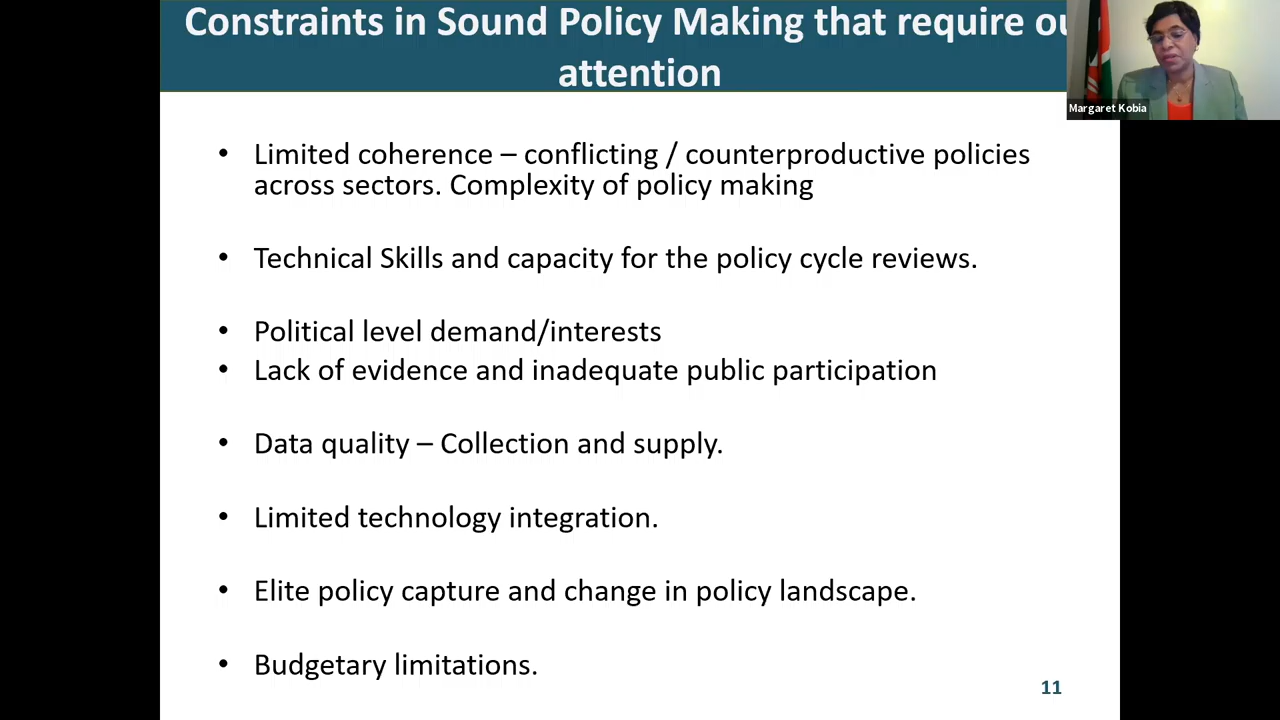 Constraints in Sound Policy Making that require ou
attention
Margaret Kobia
• Limited coherence – conflicting / counterproductive policies
across sectors. Complexity of policy making
• Technical Skills and capacity for the policy cycle reviews.
• Political level demand/interests
• Lack of evidence and inadequate public participation
• Data quality – Collection and supply.
• Limited technology integration.
• Elite policy capture and change in policy landscape.
• Budgetary limitations.
11